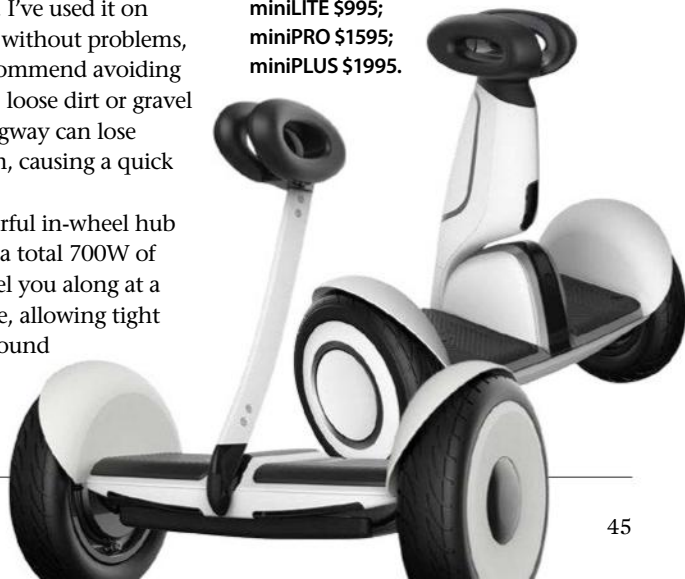 I've used it on
without problems,
commend avoiding
loose dirt or gravel
gway can lose
n, causing a quick
rful in-wheel hub
a total 700W of
el you along at a
e, allowing tight
ound
miniLITE $995;
miniPRO $1595;
miniPLUS $1995.
45